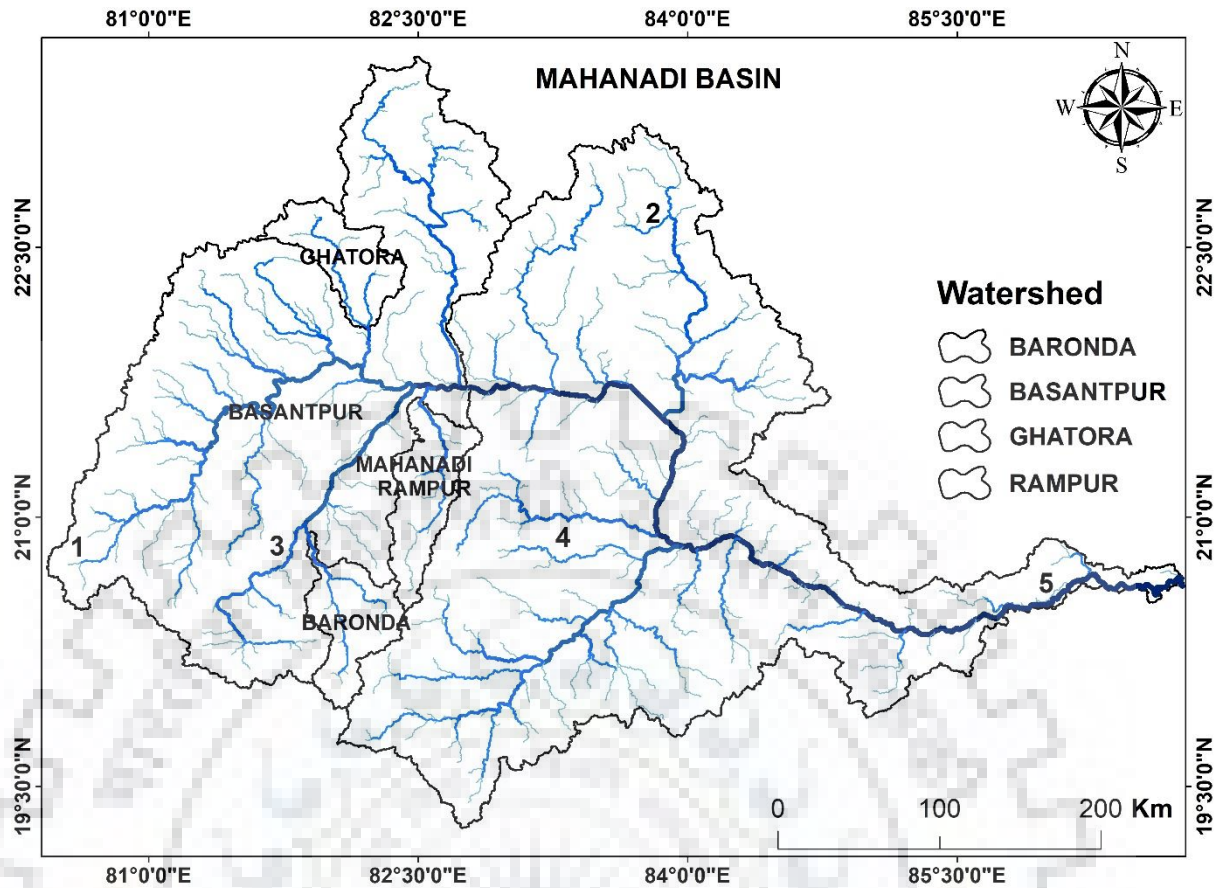 81°0'0"E 82°30'0"E 84°0'0"E 85°30'0"E
MAHANADI BASIN
N
W E
S
22°30'0"N
21°0'0"N
19°30'0"N
GHATORA
2
BASANTPUR
MAHANADI
RAMPUR
1
3
4
5
BARONDA
Watershed
BARONDA
BASANTPUR
GHATORA
RAMPUR
22°30'0"N
21°0'0"N
19°30'0"N
0 100 200 Km
81°0'0"E 82°30'0"E 84°0'0"E 85°30'0"E